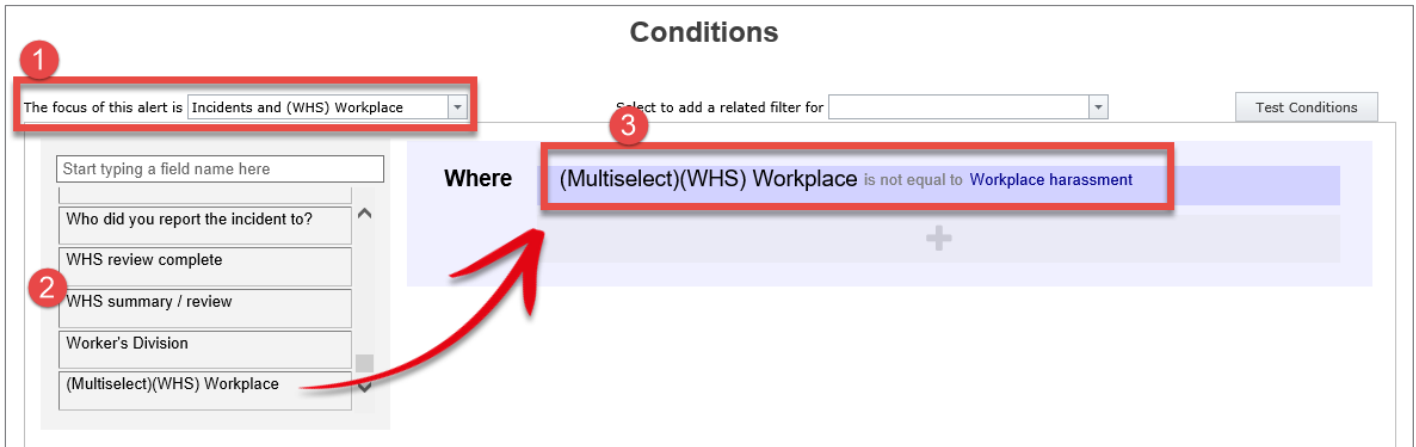 Conditions
1
The focus of this alert is Incidents and (WHS) Workplace
Select to add a related filter for
Test Conditions
3
Start typing a field name here
Where (Multiselect)(WHS) Workplace is not equal to Workplace harassment
Who did you report the incident to?
WHS review complete
2
WHS summary / review
Worker's Division
(Multiselect)(WHS) Workplace